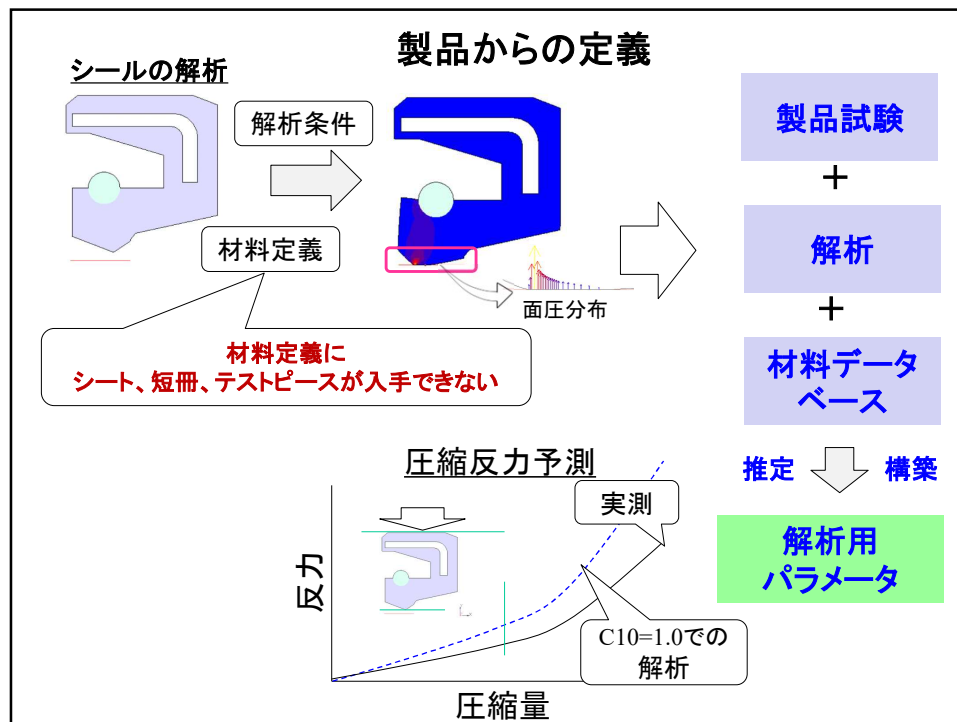 製品からの定義
シールの解析
解析条件
材料定義
材料定義に
シート、短冊、テストピースが入手できない
面圧分布
製品試験
+
解析
+
材料データ
ベース
推定
構築
解析用
パラメータ
圧縮反力予測
実測
反力
C10=1.0での
解析
圧縮量